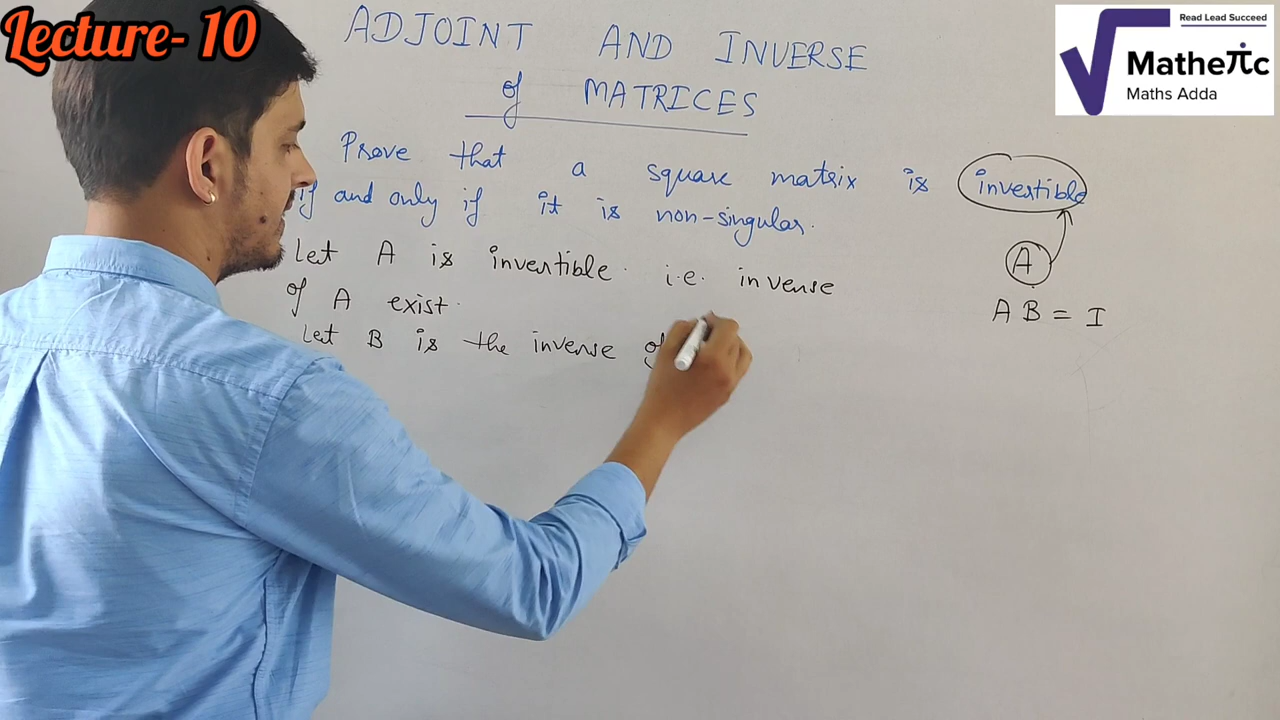 Lecture- 10
ADJOINT AND INVERSE
of MATRICES
Read Lead Succeed
Matheπc
Maths Adda
Prove that a square matrix is invertible
if and only if it is non-singular.
Let A is invertible. i.e. inverse
of A exist.
Let B is the inverse of
A
A B = I